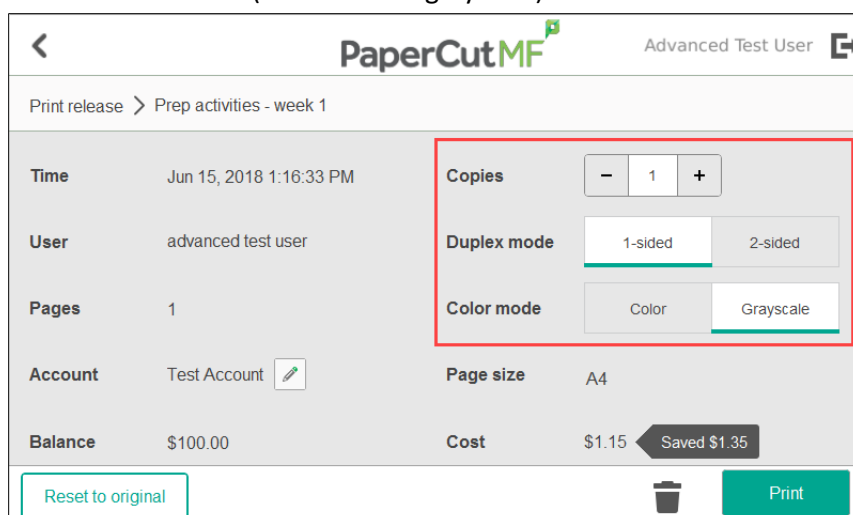 PaperCutMF Advanced Test User
Print release > Prep activities - week 1
Time Jun 15, 2018 1:16:33 PM Copies − 1 +
User advanced test user Duplex mode 1-sided 2-sided
Pages 1 Color mode Color Grayscale
Account Test Account Page size A4
Balance $100.00 Cost $1.15 Saved $1.35
Reset to original Print